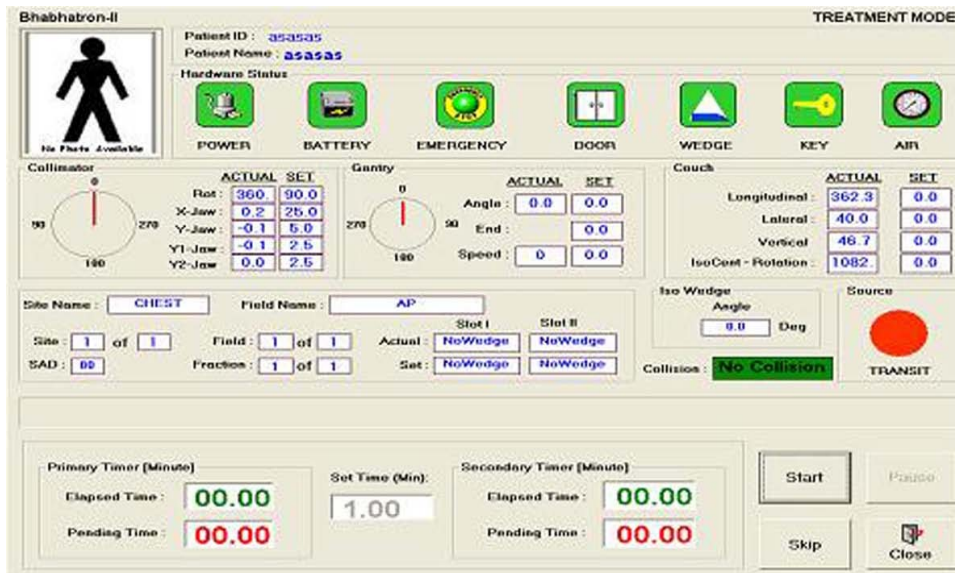 Bhabhatron-II
TREATMENT MODE
Patient ID : asasas
Patient Name : asasas
No Photo Available
Hardware Status
POWER BATTERY EMERGENCY DOOR WEDGE KEY AIR
Collimator
0
90 270
180
ACTUAL SET
Rot : 360. 90.0
X-Jaw : 0.2 25.0
Y-Jaw : -0.1 5.0
Y1-Jaw : -0.1 2.5
Y2-Jaw 0.0 2.5
Gantry
0
270 90
180
ACTUAL SET
Angle : 0.0 0.0
End : 0.0
Speed : 0 0.0
Couch
ACTUAL SET
Longitudinal : 362.3 0.0
Lateral : 40.0 0.0
Vertical 46.7 0.0
IsoCent - Rotation : 1082. 0.0
Site Name : CHEST Field Name : AP
Site : 1 of 1 Field : 1 of 1
SAD : 80 Fraction : 1 of 1
Slot I Slot II
Actual : NoWedge NoWedge
Set : NoWedge NoWedge
Iso Wedge
Angle
0.0 Deg
Collision : No Collision
Source
TRANSIT
Primary Timer (Minute)
Elapsed Time : 00.00
Pending Time : 00.00
Set Time (Min):
1.00
Secondary Timer (Minute)
Elapsed Time : 00.00
Pending Time : 00.00
Start Pause
Skip Close